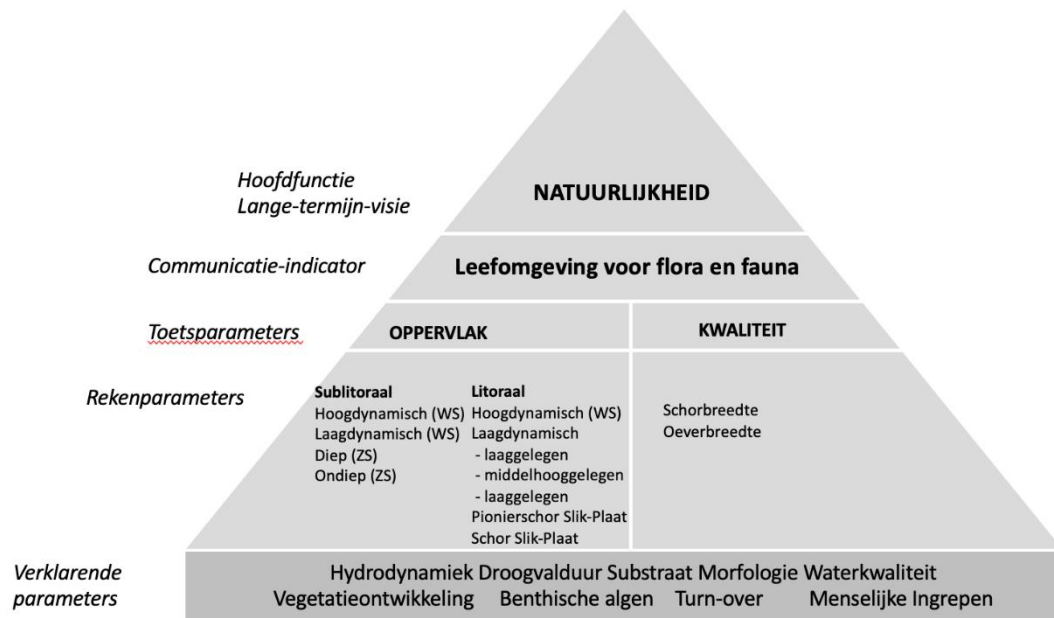 Hoofdfunctie
Lange-termijn-visie
NATUURLIJKHEID
Communicatie-indicator
Leefomgeving voor flora en fauna
Toetsparameters
OPPERVLAK
KWALITEIT
Rekenparameters
Sublitoraal
Hoogdynamisch (WS)
Laagdynamisch (WS)
Diep (ZS)
Ondiep (ZS)
Litoraal
Hoogdynamisch (WS)
Laagdynamisch
- laaggelegen
- middelhooggelegen
- laaggelegen
Pionierschor Slik-Plaat
Schor Slik-Plaat
Schorbreedte
Oeverbreedte
Verklarende
parameters
Hydrodynamiek Droogvalduur Substraat Morfologie Waterkwaliteit
Vegetatieontwikkeling Benthische algen Turn-over Menselijke Ingrepen